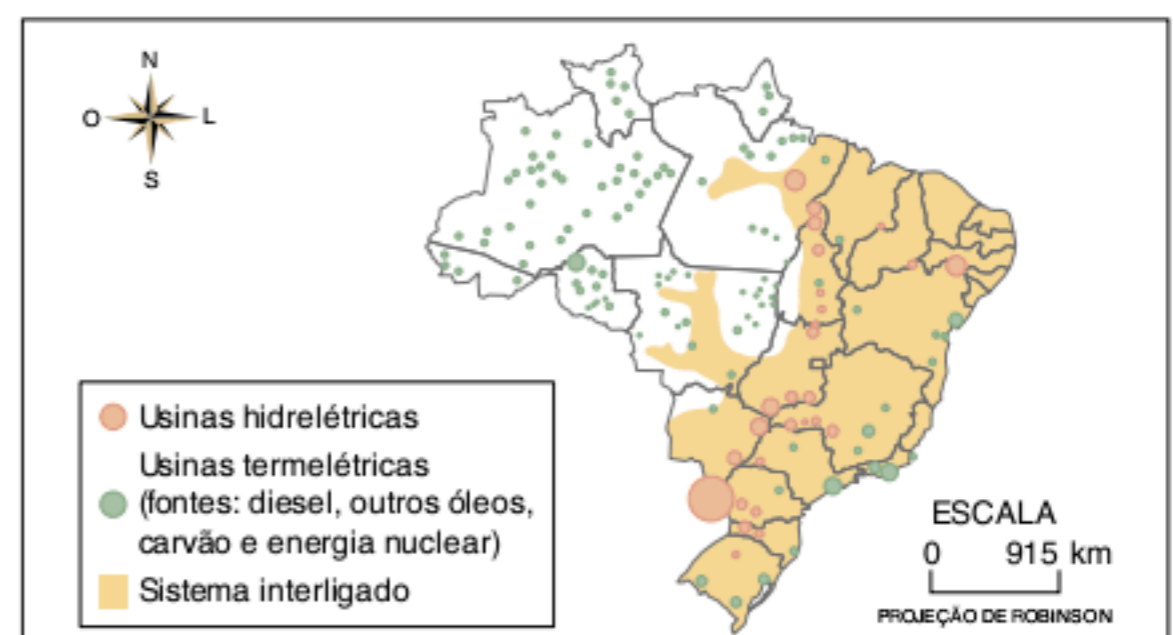 N
O
L
S
Usinas hidrelétricas
Usinas termelétricas
(fontes: diesel, outros óleos,
carvão e energia nuclear)
Sistema interligado
ESCALA
0 915 km
PROJEÇÃO DE ROBINSON